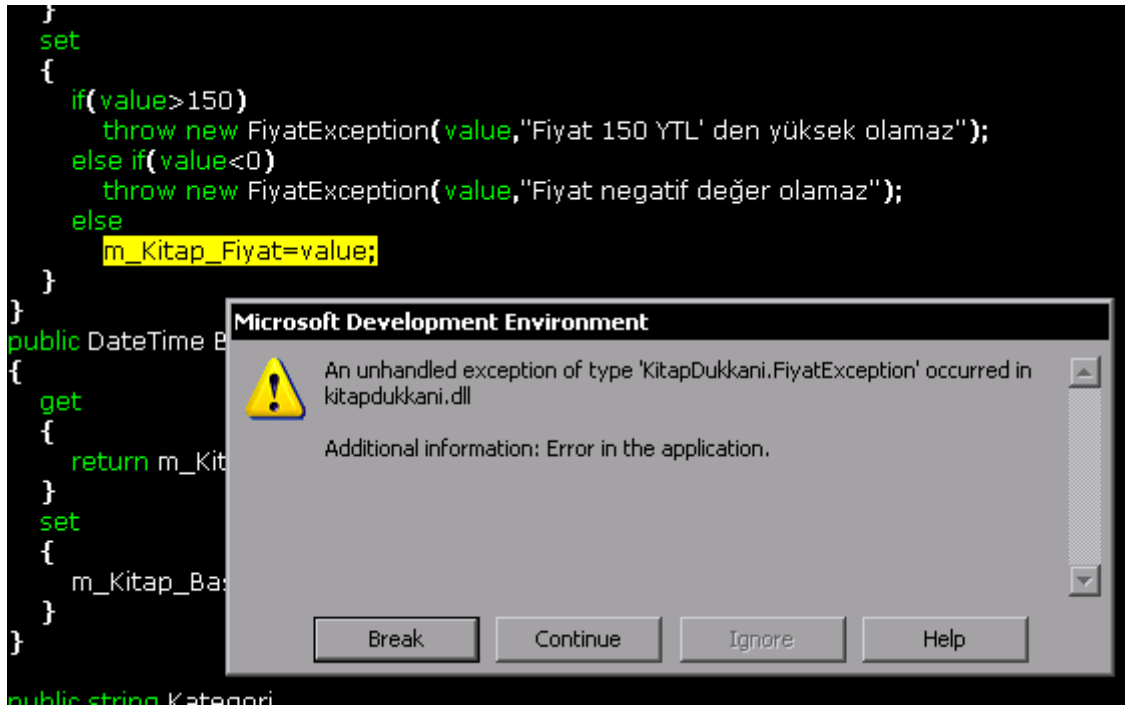 }
set
{
if(value>150)
throw new FiyatException(value,"Fiyat 150 YTL' den yüksek olamaz");
else if(value<0)
throw new FiyatException(value,"Fiyat negatif değer olamaz");
else
m_Kitap_Fiyat=value;
}
}
public DateTime B
{
get
{
return m_Kit
}
set
{
m_Kitap_Bas
}
}
public string Kategori
Microsoft Development Environment
An unhandled exception of type 'KitapDukkani.FiyatException' occurred in
kitapdukkani.dll
Additional information: Error in the application.
Break Continue Ignore Help